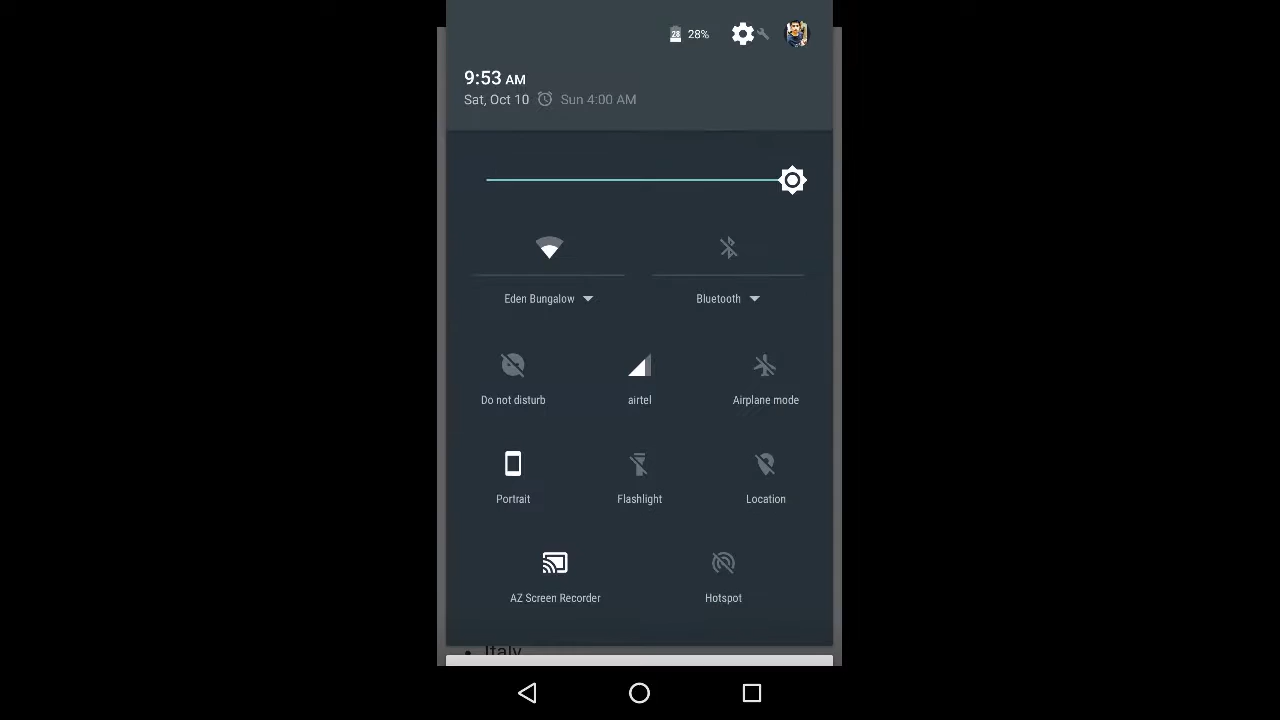 28 28%
9:53 AM
Sat, Oct 10 Sun 4:00 AM
Eden Bungalow Bluetooth
Do not disturb airtel Airplane mode
Portrait Flashlight Location
AZ Screen Recorder Hotspot
• Italy